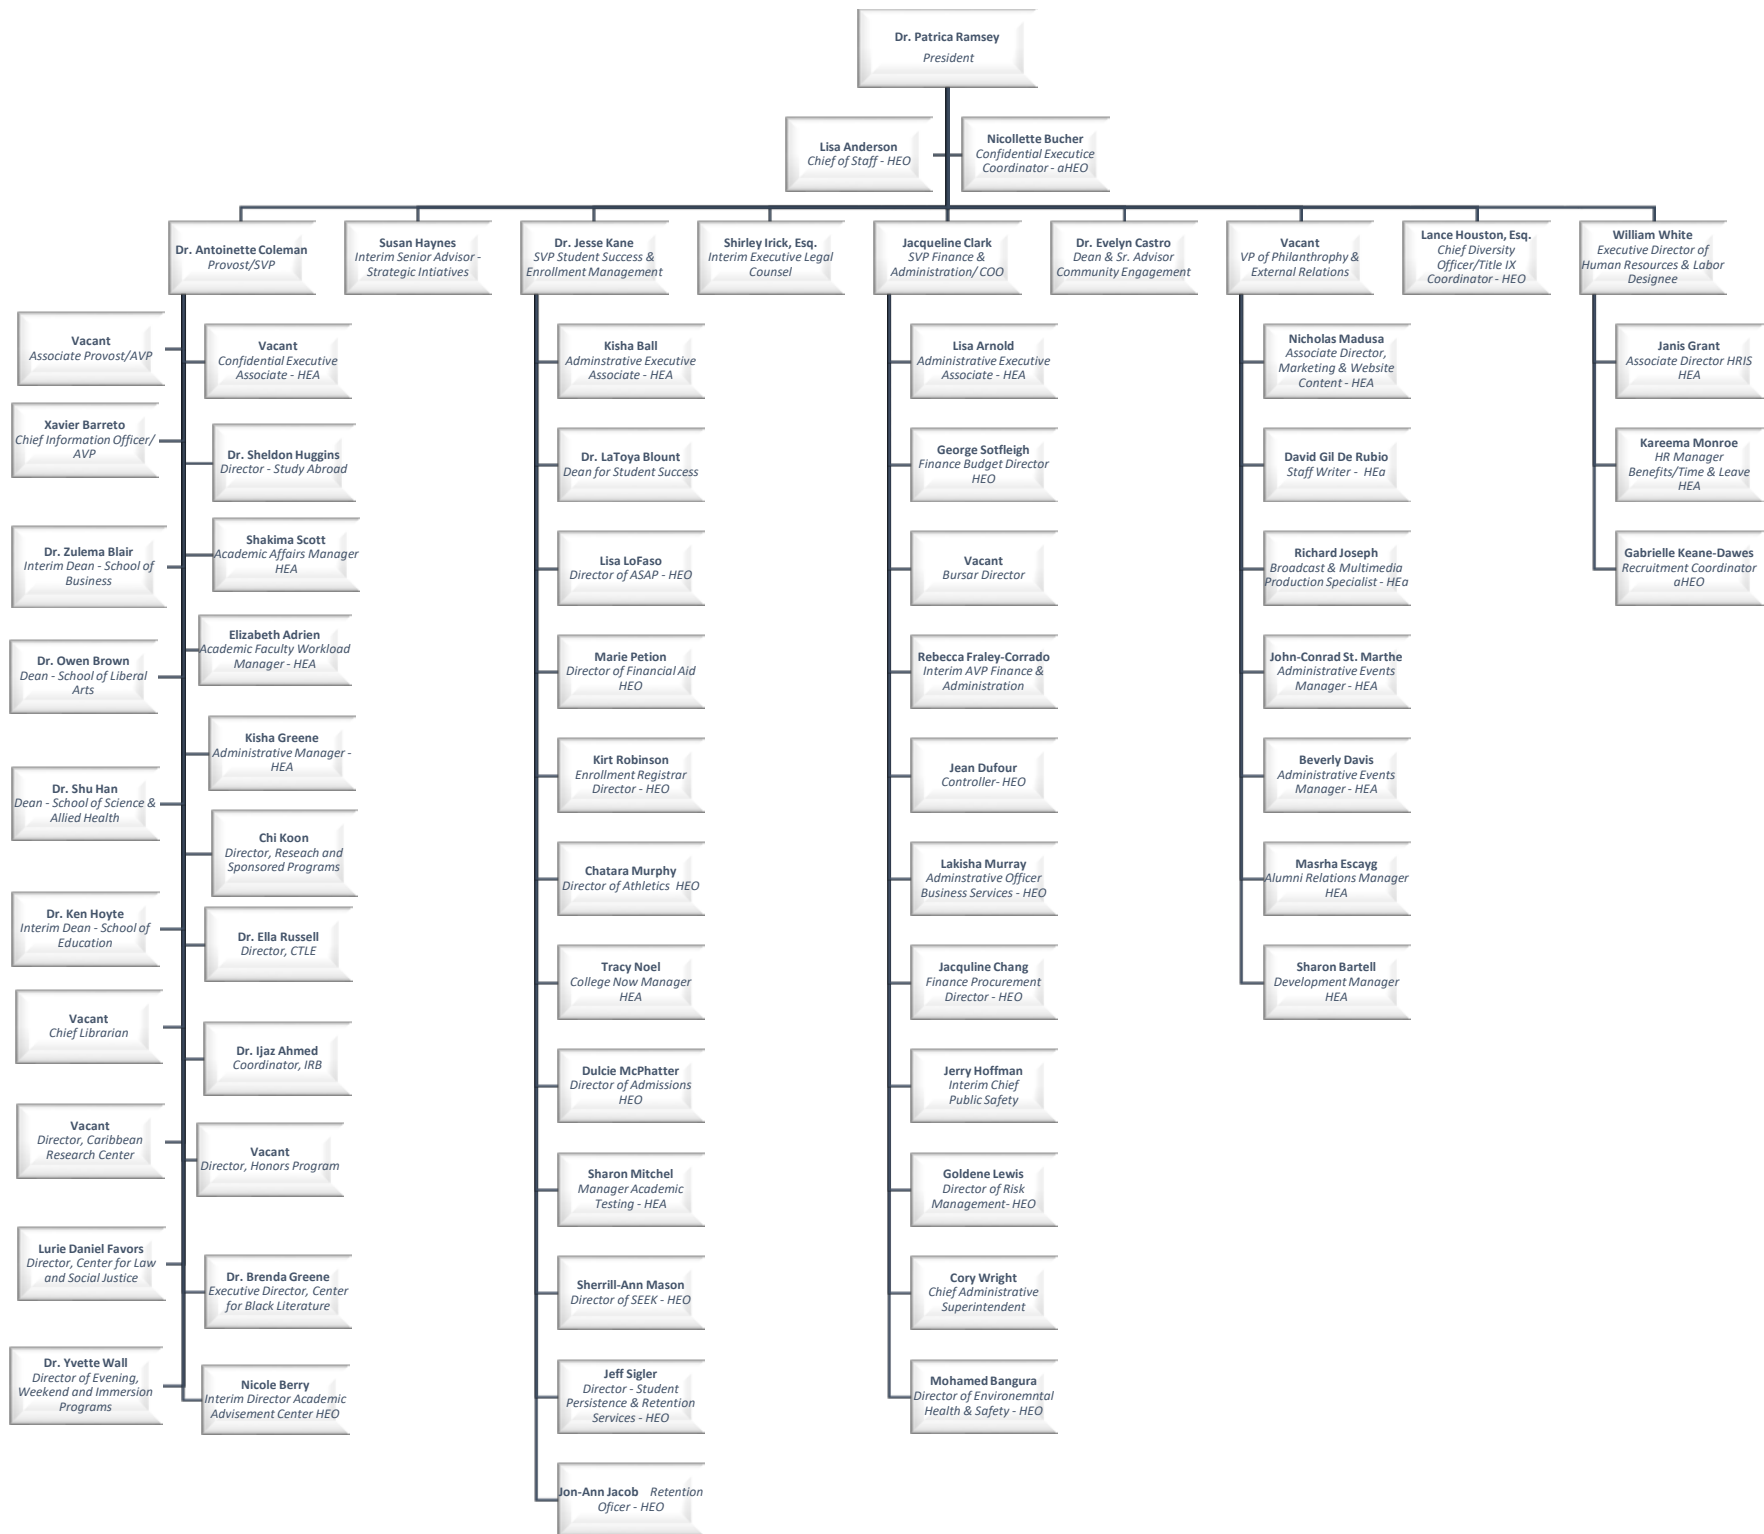 Dr. Patrica Ramsey
President
Lisa Anderson
Chief of Staff - HEO
Nicollette Bucher
Confidential Executice
Coordinator - aHEO
Dr. Antoinette Coleman
Provost/SVP
Susan Haynes
Interim Senior Advisor -
Strategic Intiatives
Dr. Jesse Kane
SVP Student Success &
Enrollment Management
Shirley Irick, Esq.
Interim Executive Legal
Counsel
Jacqueline Clark
SVP Finance &
Administration/ COO
Dr. Evelyn Castro
Dean & Sr. Advisor
Community Engagement
Vacant
VP of Philanthrophy &
External Relations
Lance Houston, Esq.
Chief Diversity
Officer/Title IX
Coordinator - HEO
William White
Executive Director of
Human Resources & Labor
Designee
Vacant
Associate Provost/AVP
Xavier Barreto
Chief Information Officer/
AVP
Dr. Zulema Blair
Interim Dean - School of
Business
Dr. Owen Brown
Dean - School of Liberal
Arts
Dr. Shu Han
Dean - School of Science &
Allied Health
Dr. Ken Hoyte
Interim Dean - School of
Education
Vacant
Chief Librarian
Vacant
Director, Caribbean
Research Center
Lurie Daniel Favors
Director, Center for Law
and Social Justice
Dr. Yvette Wall
Director of Evening,
Weekend and Immersion
Programs
Vacant
Confidential Executive
Associate - HEA
Dr. Sheldon Huggins
Director - Study Abroad
Shakima Scott
Academic Affairs Manager
HEA
Elizabeth Adrien
Academic Faculty Workload
Manager - HEA
Kisha Greene
Administrative Manager -
HEA
Chi Koon
Director, Reseach and
Sponsored Programs
Dr. Ella Russell
Director, CTLE
Dr. Ijaz Ahmed
Coordinator, IRB
Vacant
Director, Honors Program
Dr. Brenda Greene
Executive Director, Center
for Black Literature
Nicole Berry
Interim Director Academic
Advisement Center HEO
Kisha Ball
Adminstrative Executive
Associate - HEA
Dr. LaToya Blount
Dean for Student Success
Lisa LoFaso
Director of ASAP - HEO
Marie Petion
Director of Financial Aid
HEO
Kirt Robinson
Enrollment Registrar
Director - HEO
Chatara Murphy
Director of Athletics HEO
Tracy Noel
College Now Manager
HEA
Dulcie McPhatter
Director of Admissions
HEO
Sharon Mitchel
Manager Academic
Testing - HEA
Sherrill-Ann Mason
Director of SEEK - HEO
Jeff Sigler
Director - Student
Persistence & Retention
Services - HEO
Jon-Ann Jacob Retention
Oficer - HEO
Lisa Arnold
Administrative Executive
Associate - HEA
George Sotfleigh
Finance Budget Director
HEO
Vacant
Bursar Director
Rebecca Fraley-Corrado
Interim AVP Finance &
Administration
Jean Dufour
Controller- HEO
Lakisha Murray
Adminstrative Officer
Business Services - HEO
Jacquline Chang
Finance Procurement
Director - HEO
Jerry Hoffman
Interim Chief
Public Safety
Goldene Lewis
Director of Risk
Management- HEO
Cory Wright
Chief Administrative
Superintendent
Mohamed Bangura
Director of Environemntal
Health & Safety - HEO
Nicholas Madusa
Associate Director,
Marketing & Website
Content - HEA
David Gil De Rubio
Staff Writer - HEa
Richard Joseph
Broadcast & Multimedia
Production Specialist - HEa
John-Conrad St. Marthe
Administrative Events
Manager - HEA
Beverly Davis
Administrative Events
Manager - HEA
Masrha Escayg
Alumni Relations Manager
HEA
Sharon Bartell
Development Manager
HEA
Janis Grant
Associate Director HRIS
HEA
Kareema Monroe
HR Manager
Benefits/Time & Leave
HEA
Gabrielle Keane-Dawes
Recruitment Coordinator
aHEO